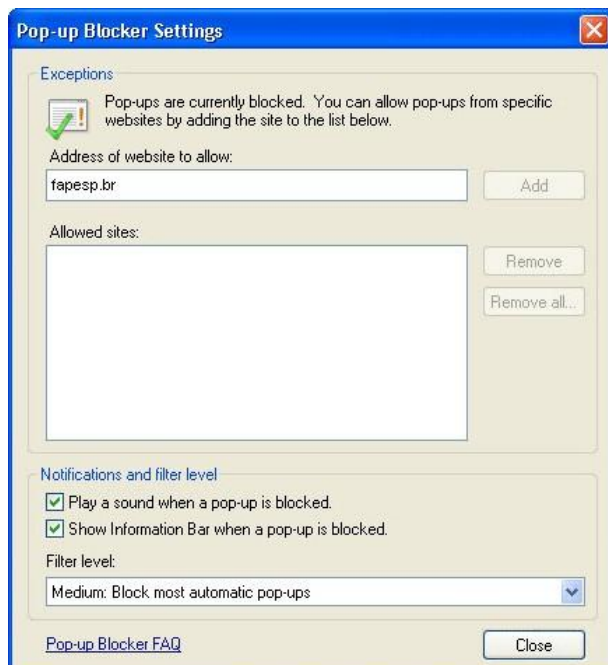 Pop-up Blocker Settings
Exceptions
Pop-ups are currently blocked. You can allow pop-ups from specific
websites by adding the site to the list below.
Address of website to allow:
fapesp.br
Add
Allowed sites:
Remove
Remove all...
Notifications and filter level
Play a sound when a pop-up is blocked.
Show Information Bar when a pop-up is blocked.
Filter level:
Medium: Block most automatic pop-ups
Pop-up Blocker FAQ
Close